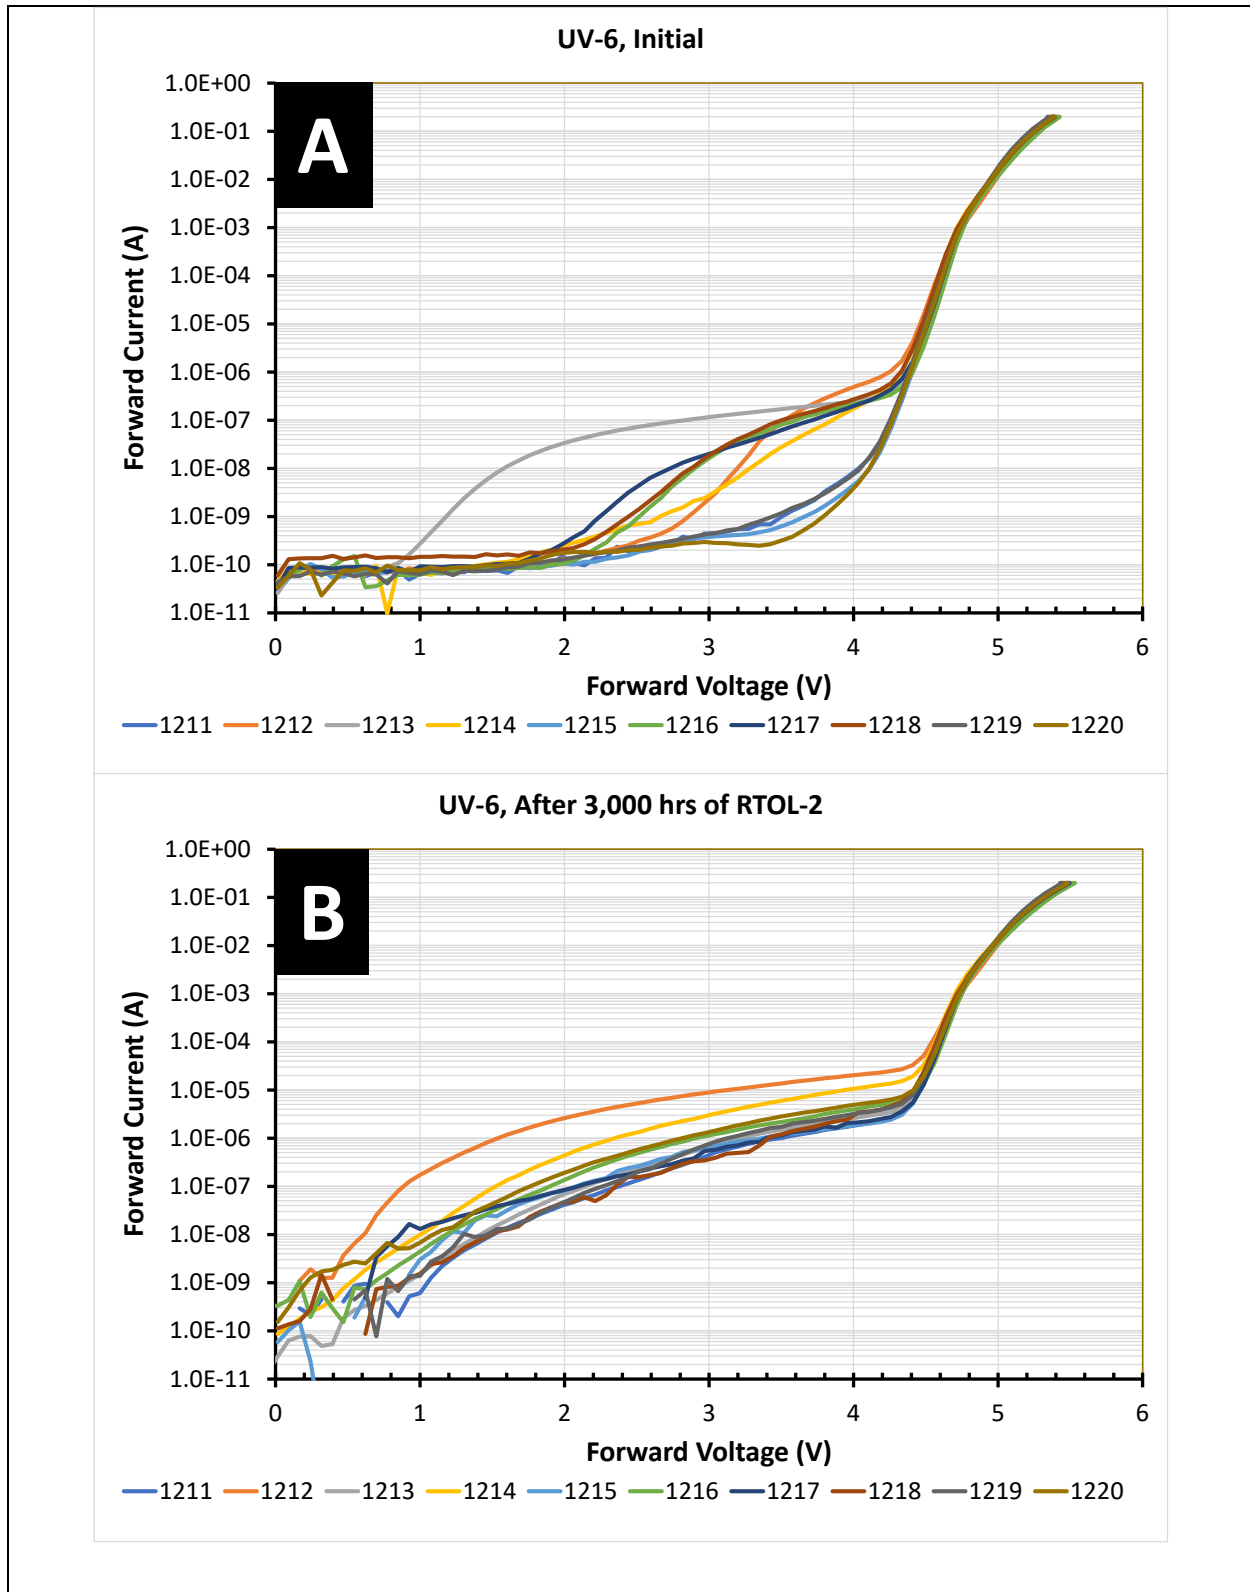 UV-6, Initial
A
Forward Current (A)
1.0E+00
1.0E-01
1.0E-02
1.0E-03
1.0E-04
1.0E-05
1.0E-06
1.0E-07
1.0E-08
1.0E-09
1.0E-10
1.0E-11
0 1 2 3 4 5 6
Forward Voltage (V)
1211 1212 1213 1214 1215 1216 1217 1218 1219 1220
UV-6, After 3,000 hrs of RTOL-2
B
Forward Current (A)
1.0E+00
1.0E-01
1.0E-02
1.0E-03
1.0E-04
1.0E-05
1.0E-06
1.0E-07
1.0E-08
1.0E-09
1.0E-10
1.0E-11
0 1 2 3 4 5 6
Forward Voltage (V)
1211 1212 1213 1214 1215 1216 1217 1218 1219 1220